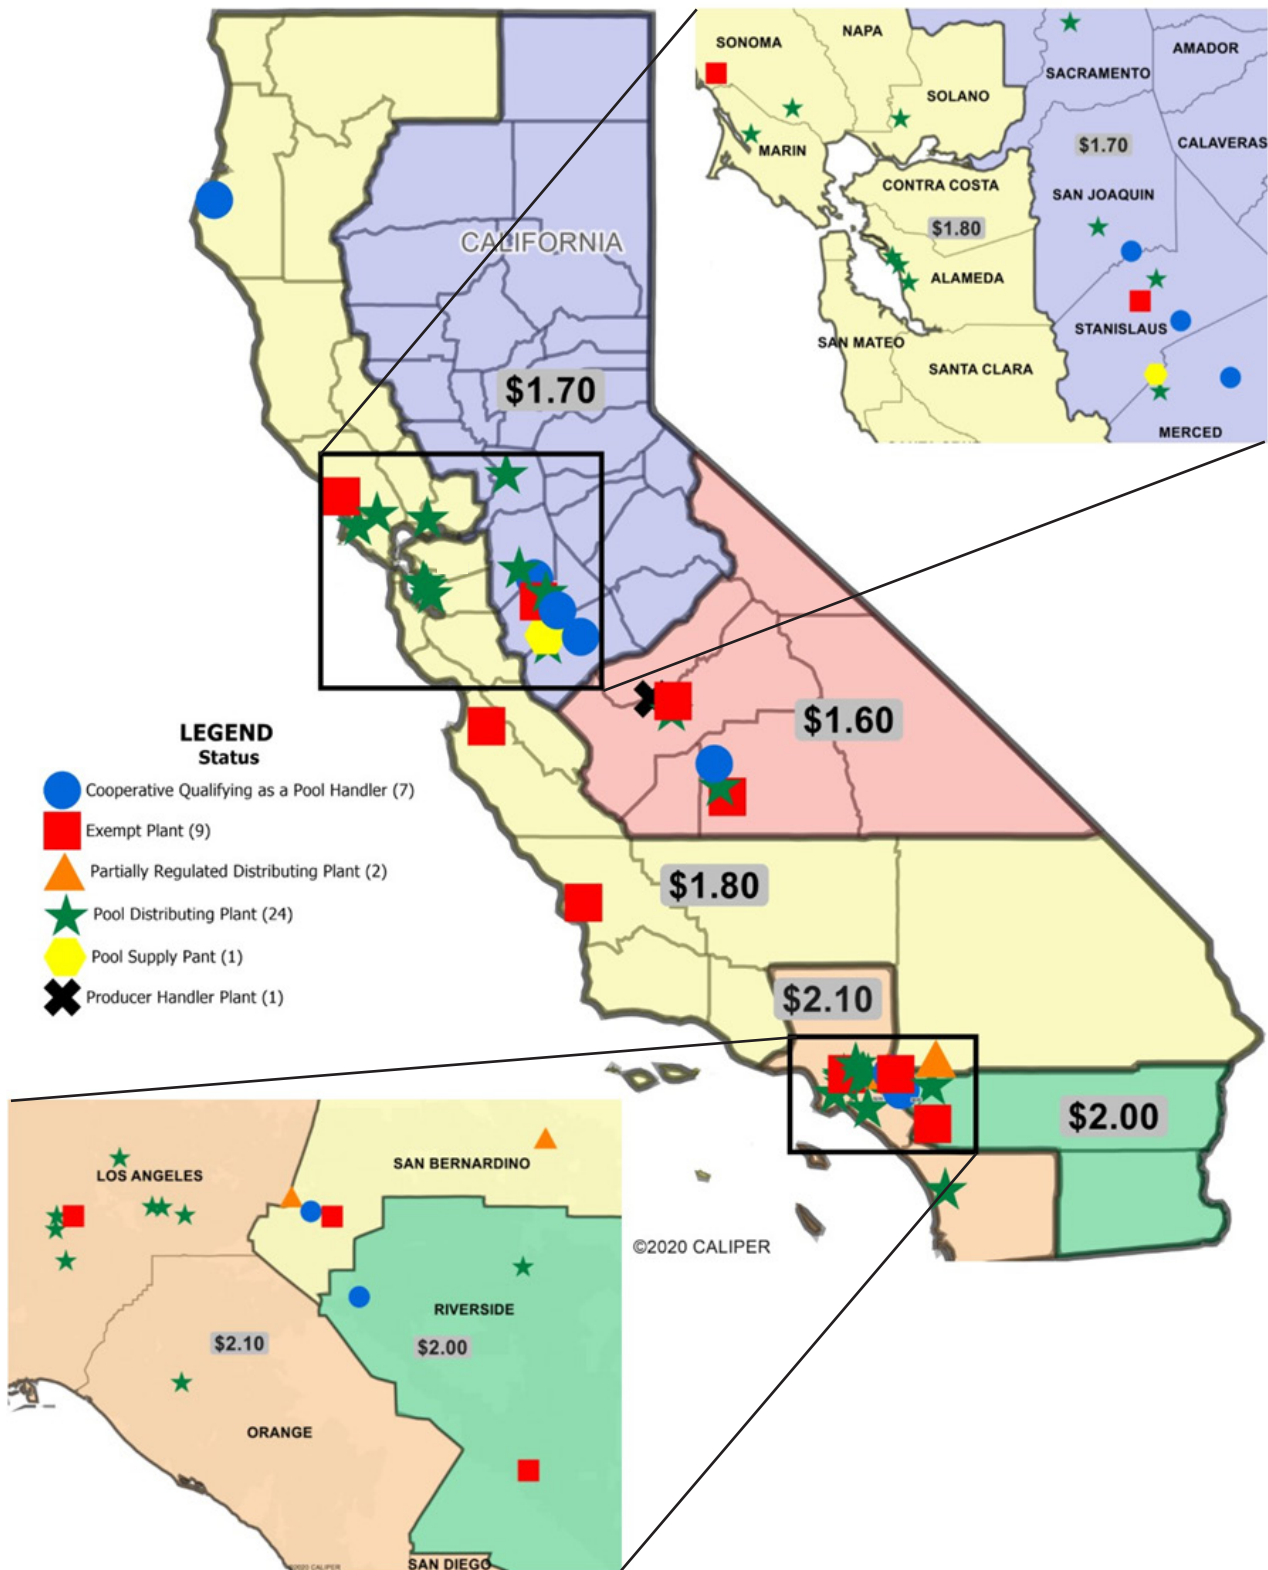 SONOMA
NAPA
AMADOR
SACRAMENTO
SOLANO
$1.70
CALAVERAS
MARIN
CONTRA COSTA
SAN JOAQUIN
$1.80
ALAMEDA
STANISLAUS
SAN MATEO
SANTA CLARA
MERCED
CALIFORNIA
$1.70
$1.60
$1.80
$2.10
$2.00
LEGEND
Status
Cooperative Qualifying as a Pool Handler (7)
Exempt Plant (9)
Partially Regulated Distributing Plant (2)
Pool Distributing Plant (24)
Pool Supply Pant (1)
Producer Handler Plant (1)
©2020 CALIPER
SAN BERNARDINO
LOS ANGELES
RIVERSIDE
$2.10
$2.00
ORANGE
SAN DIEGO
©2020 CALIPER